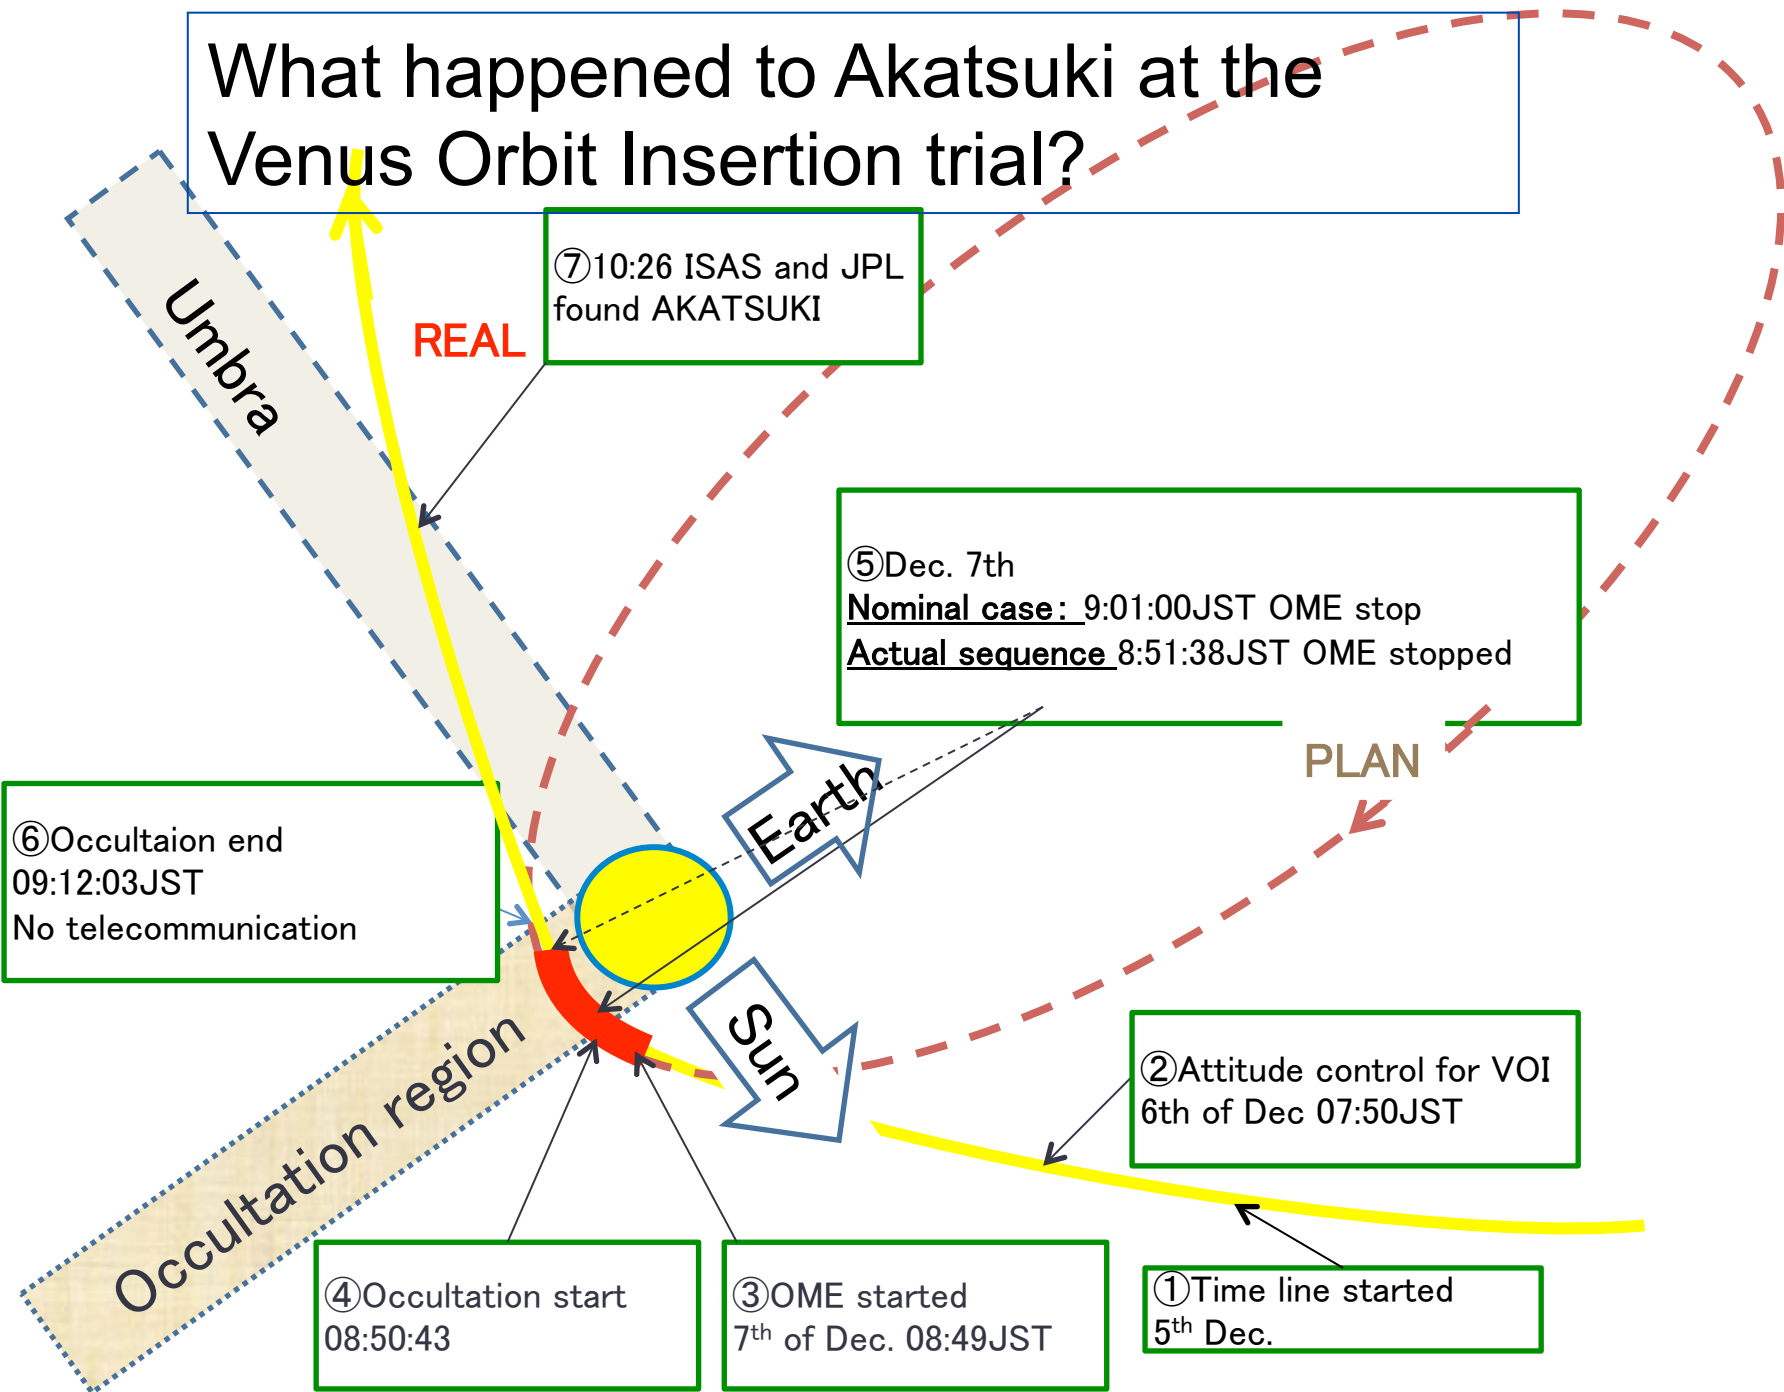 What happened to Akatsuki at the
Venus Orbit Insertion trial?
⑦10:26 ISAS and JPL
found AKATSUKI
REAL
Umbra
⑤Dec. 7th
Nominal case: 9:01:00JST OME stop
Actual sequence 8:51:38JST OME stopped
PLAN
Earth
⑥Occultaion end
09:12:03JST
No telecommunication
Sun
Occultation region
②Attitude control for VOI
6th of Dec 07:50JST
④Occultation start
08:50:43
③OME started
7th of Dec. 08:49JST
①Time line started
5th Dec.